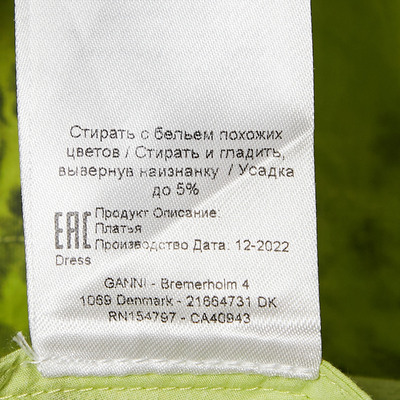 Стирать с бельем похожих
цветов / Стирать и гладить,
вывернув наизнанку / Усадка
до 5%
EAC
Продукт Описание:
Платья
Производство Дата: 12-2022
Dress
GANNI - Bremerholm 4
1069 Denmark - 21664731 DK
RN154797 - CA40943